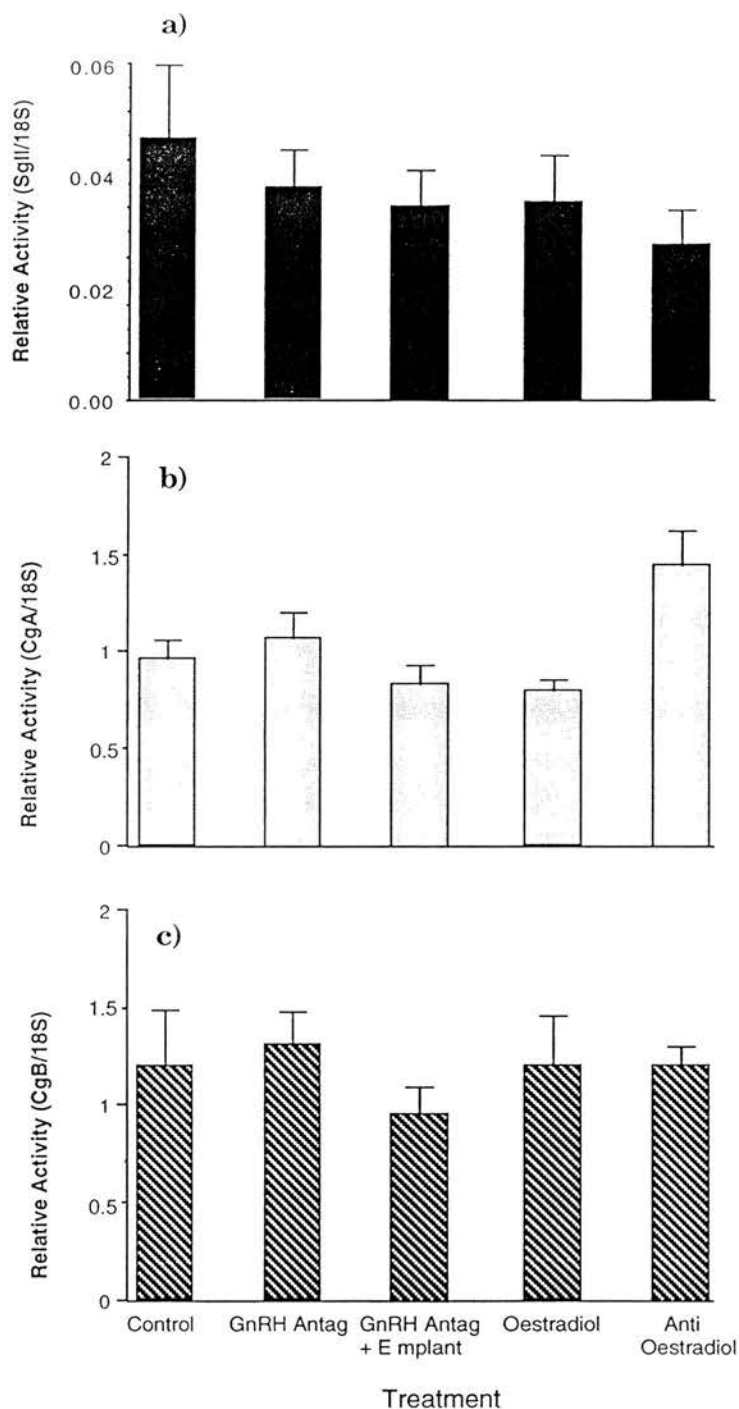 a)
Relative Activity (SgII/18S)
0.06
0.04
0.02
0.00
b)
Relative Activity (CgA/18S)
2
1.5
1
0.5
0
c)
Relative Activity (CgB/18S)
2
1.5
1
0.5
0
Control
GnRH Antag
GnRH Antag
+ E mplant
Oestradiol
Anti
Oestradiol
Treatment